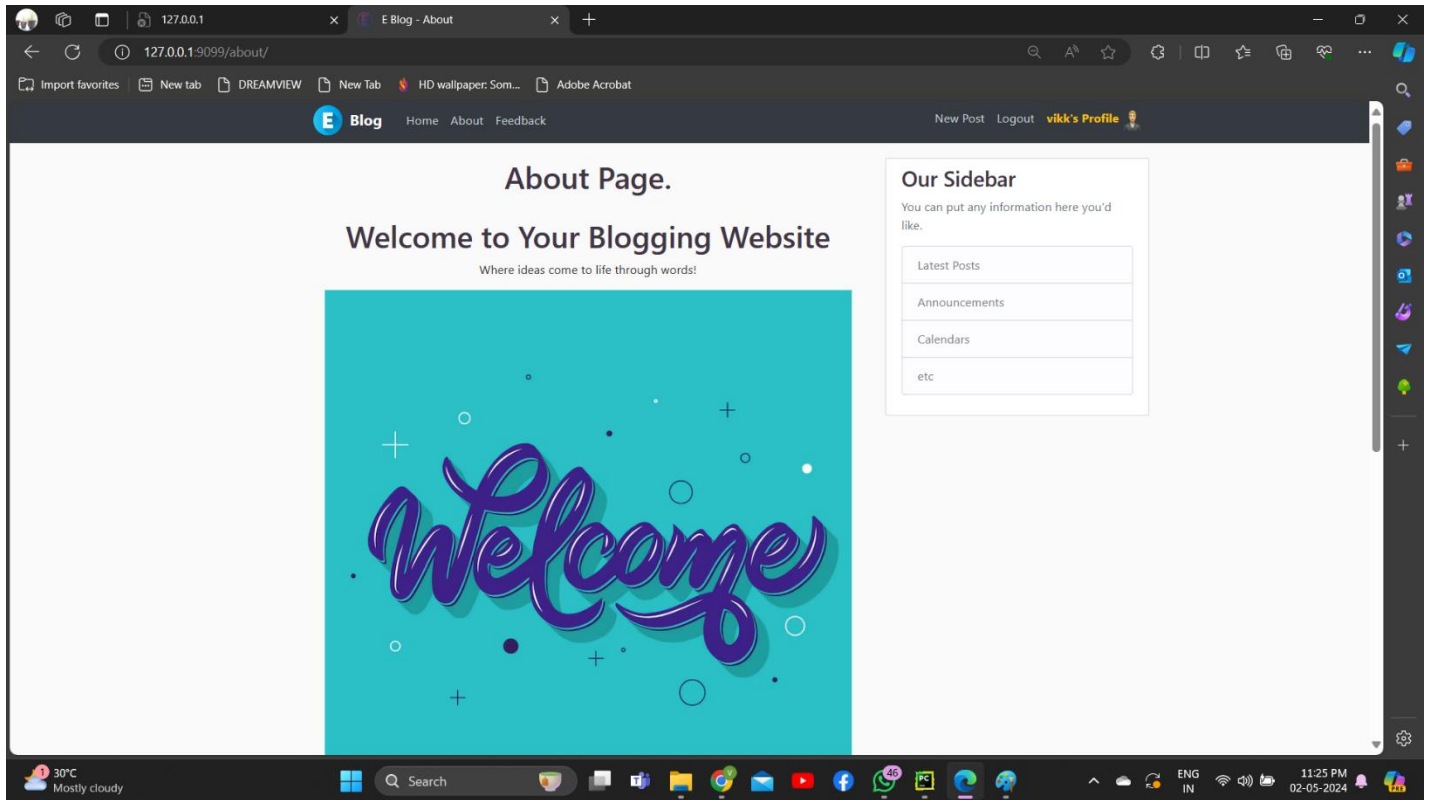 127.0.0.1
E Blog - About
127.0.0.1:9099/about/
Import favorites New tab DREAMVIEW New Tab HD wallpaper: Som... Adobe Acrobat
E Blog Home About Feedback New Post Logout vikk's Profile
About Page.
Welcome to Your Blogging Website
Where ideas come to life through words!
Welcome
Our Sidebar
You can put any information here you'd
like.
Latest Posts
Announcements
Calendars
etc
1 30°C
Mostly cloudy
Search
46
PC
ENG
IN
11:25 PM
02-05-2024
PRE